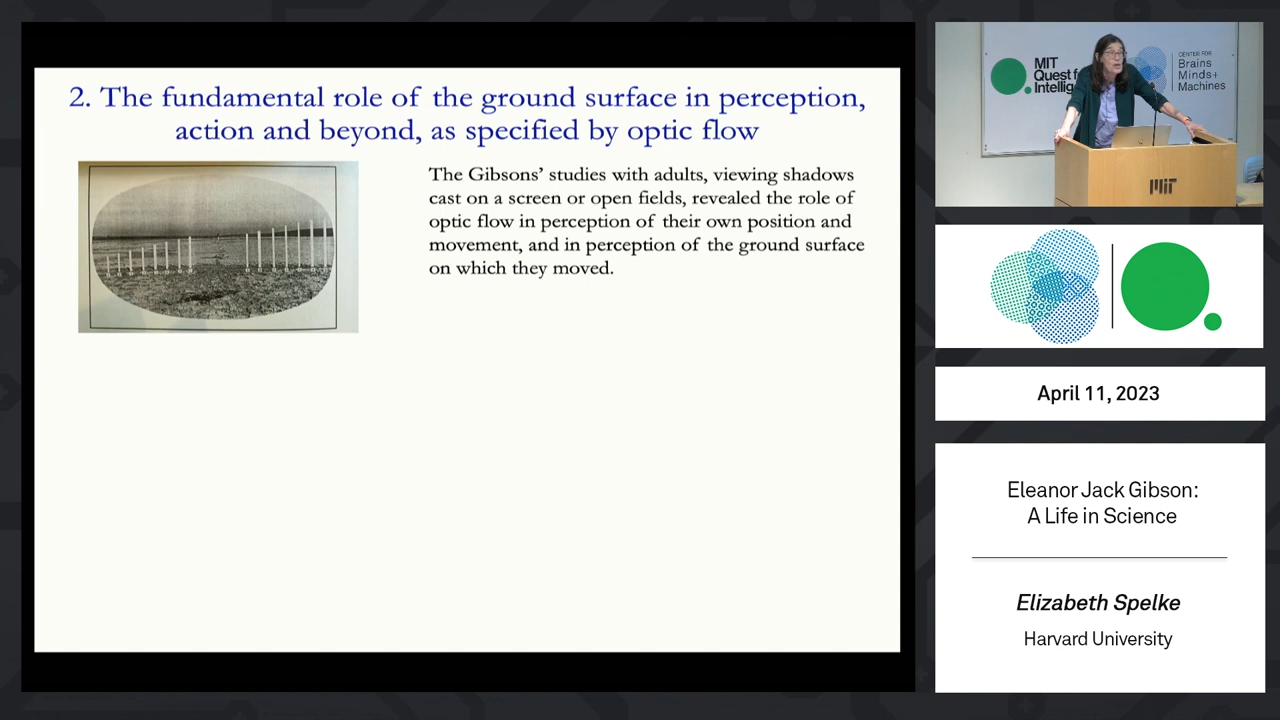 2. The fundamental role of the ground surface in perception,
action and beyond, as specified by optic flow
The Gibsons' studies with adults, viewing shadows
cast on a screen or open fields, revealed the role of
optic flow in perception of their own position and
movement, and in perception of the ground surface
on which they moved.
MIT
Quest f
Intellig
CENTER FOR
Brains
Minds+
Machines
MIT
April 11, 2023
Eleanor Jack Gibson:
A Life in Science
Elizabeth Spelke
Harvard University